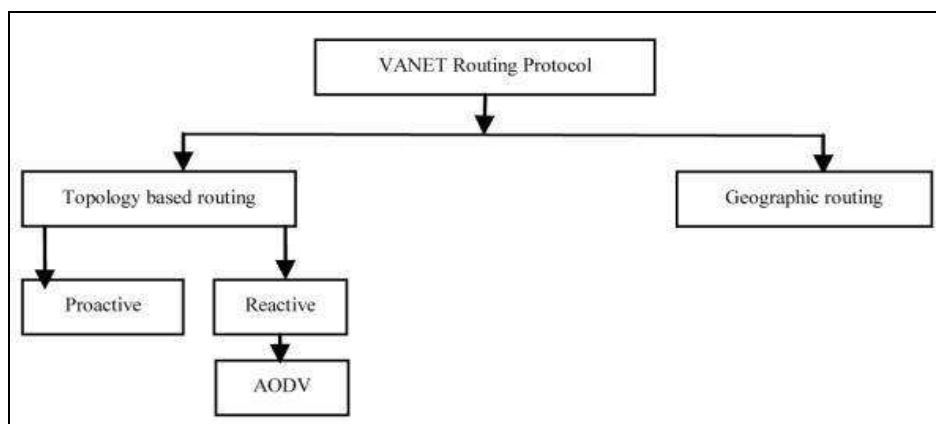 VANET Routing Protocol
Topology based routing
Geographic routing
Proactive
Reactive
AODV